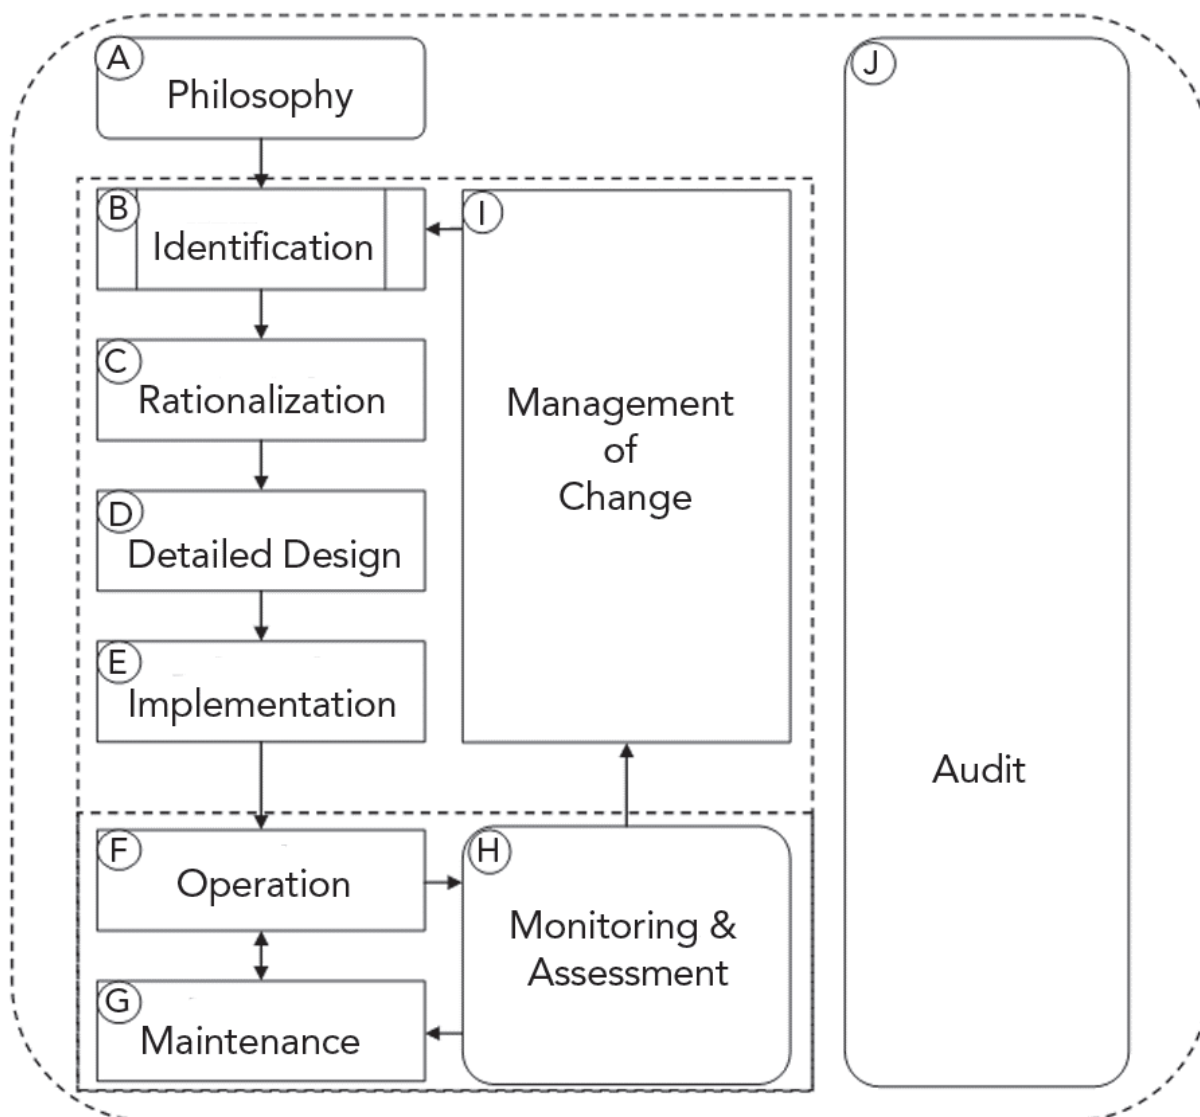 A
Philosophy
B
Identification
C
Rationalization
D
Detailed Design
E
Implementation
F
Operation
G
Maintenance
H
Monitoring &
Assessment
I
Management
of
Change
J
Audit